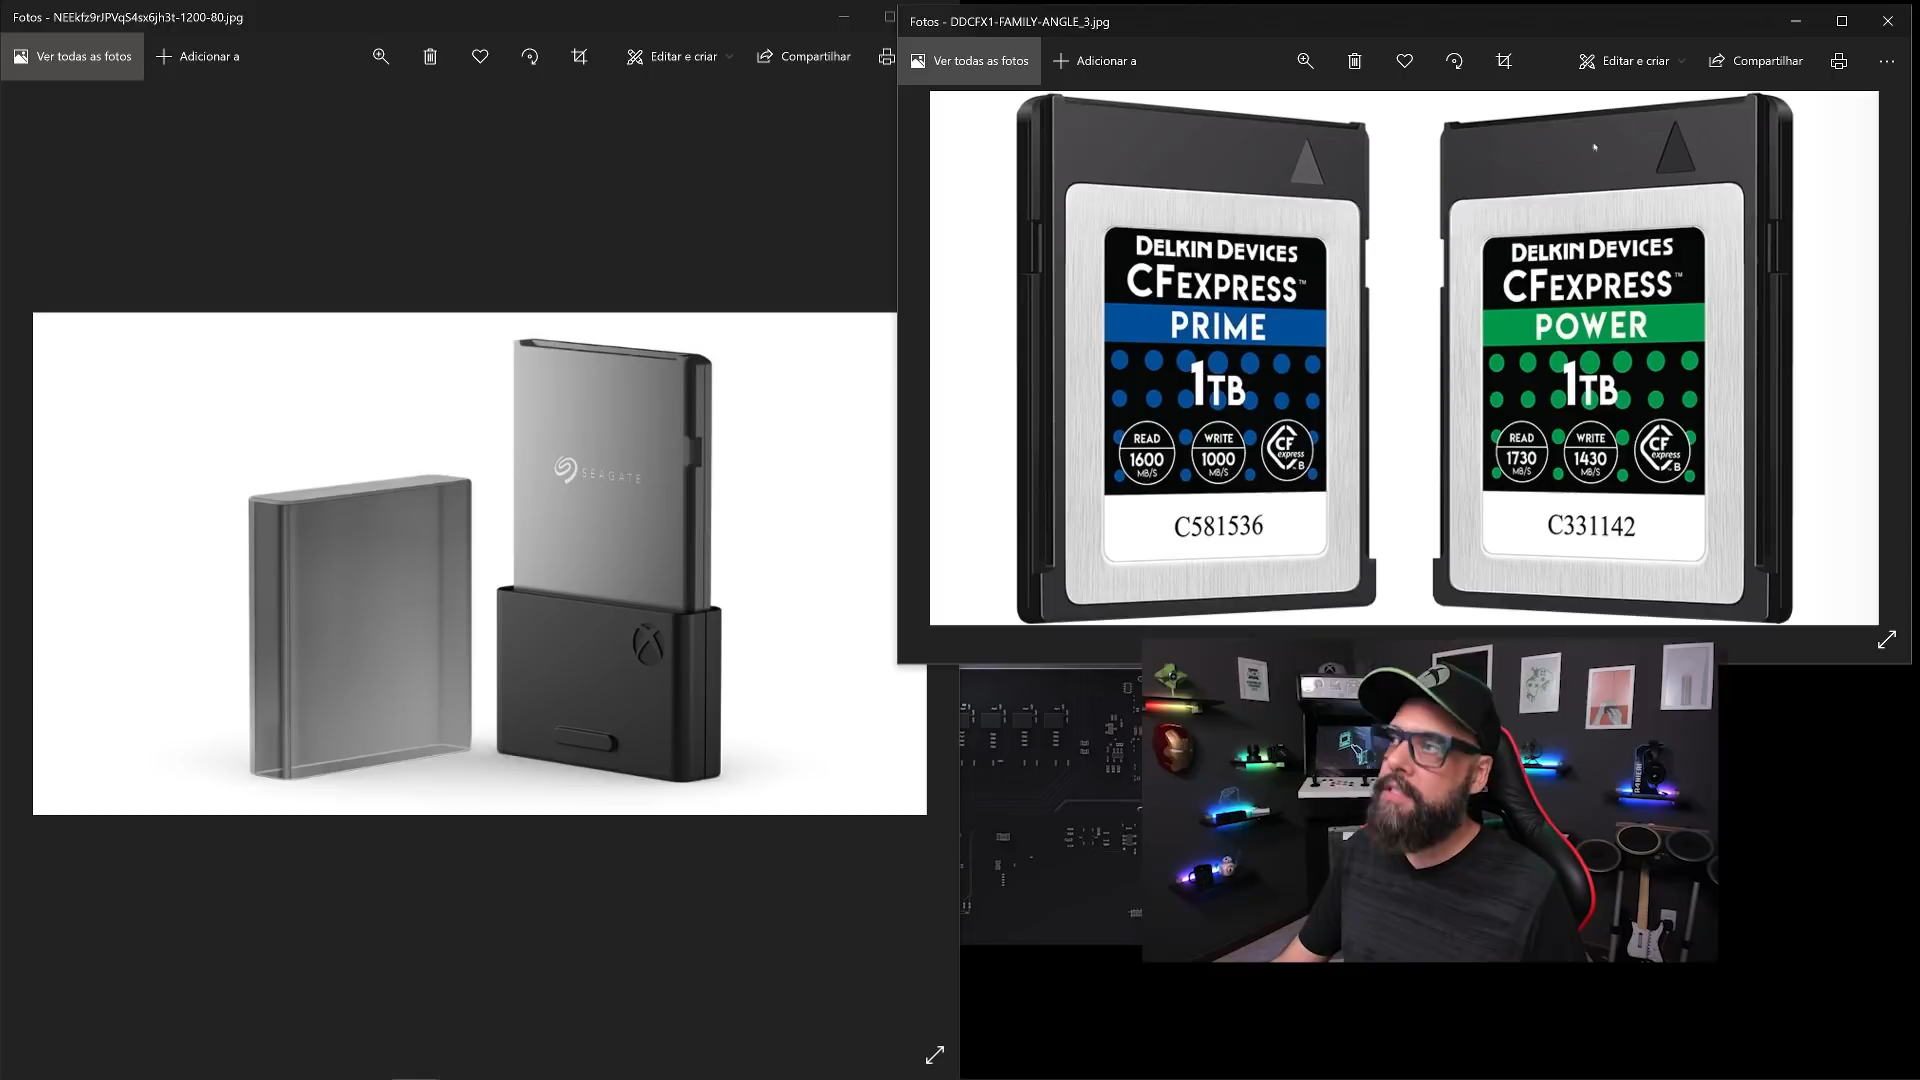 Fotos - NEEkfz9rJPVqS4sx6jh3t-1200-80.jpg
Ver todas as fotos
Adicionar a
Editar e criar
Compartilhar
Fotos - DDCFX1-FAMILY-ANGLE_3.jpg
Ver todas as fotos
Adicionar a
Editar e criar
Compartilhar
SEAGATE
DELKIN DEVICES
CFEXPRESS™
PRIME
1TB
READ
1600
MB/S
WRITE
1000
MB/S
CF
express
B
C581536
DELKIN DEVICES
CFEXPRESS™
POWER
1TB
READ
1730
MB/S
WRITE
1430
MB/S
CF
express
B
C331142